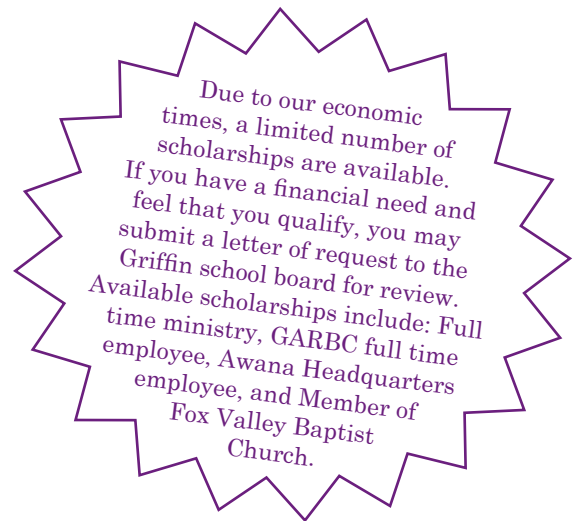 Due to our economic
times, a limited number of
scholarships are available.
If you have a financial need and
feel that you qualify, you may
submit a letter of request to the
Griffin school board for review.
Available scholarships include: Full
time ministry, GARBC full time
employee, Awana Headquarters
employee, and Member of
Fox Valley Baptist
Church.